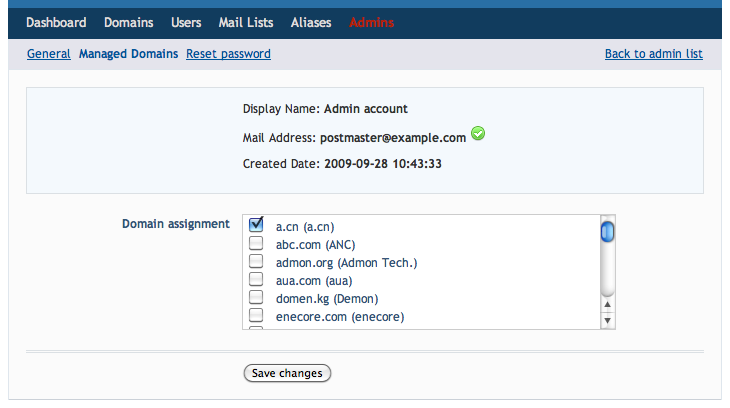 Dashboard Domains Users Mail Lists Aliases Admins
General Managed Domains Reset password Back to admin list
Display Name: Admin account
Mail Address: postmaster@example.com
Created Date: 2009-09-28 10:43:33
Domain assignment
a.cn (a.cn)
abc.com (ANC)
admon.org (Admon Tech.)
aua.com (aua)
domen.kg (Demon)
enecore.com (enecore)
Save changes